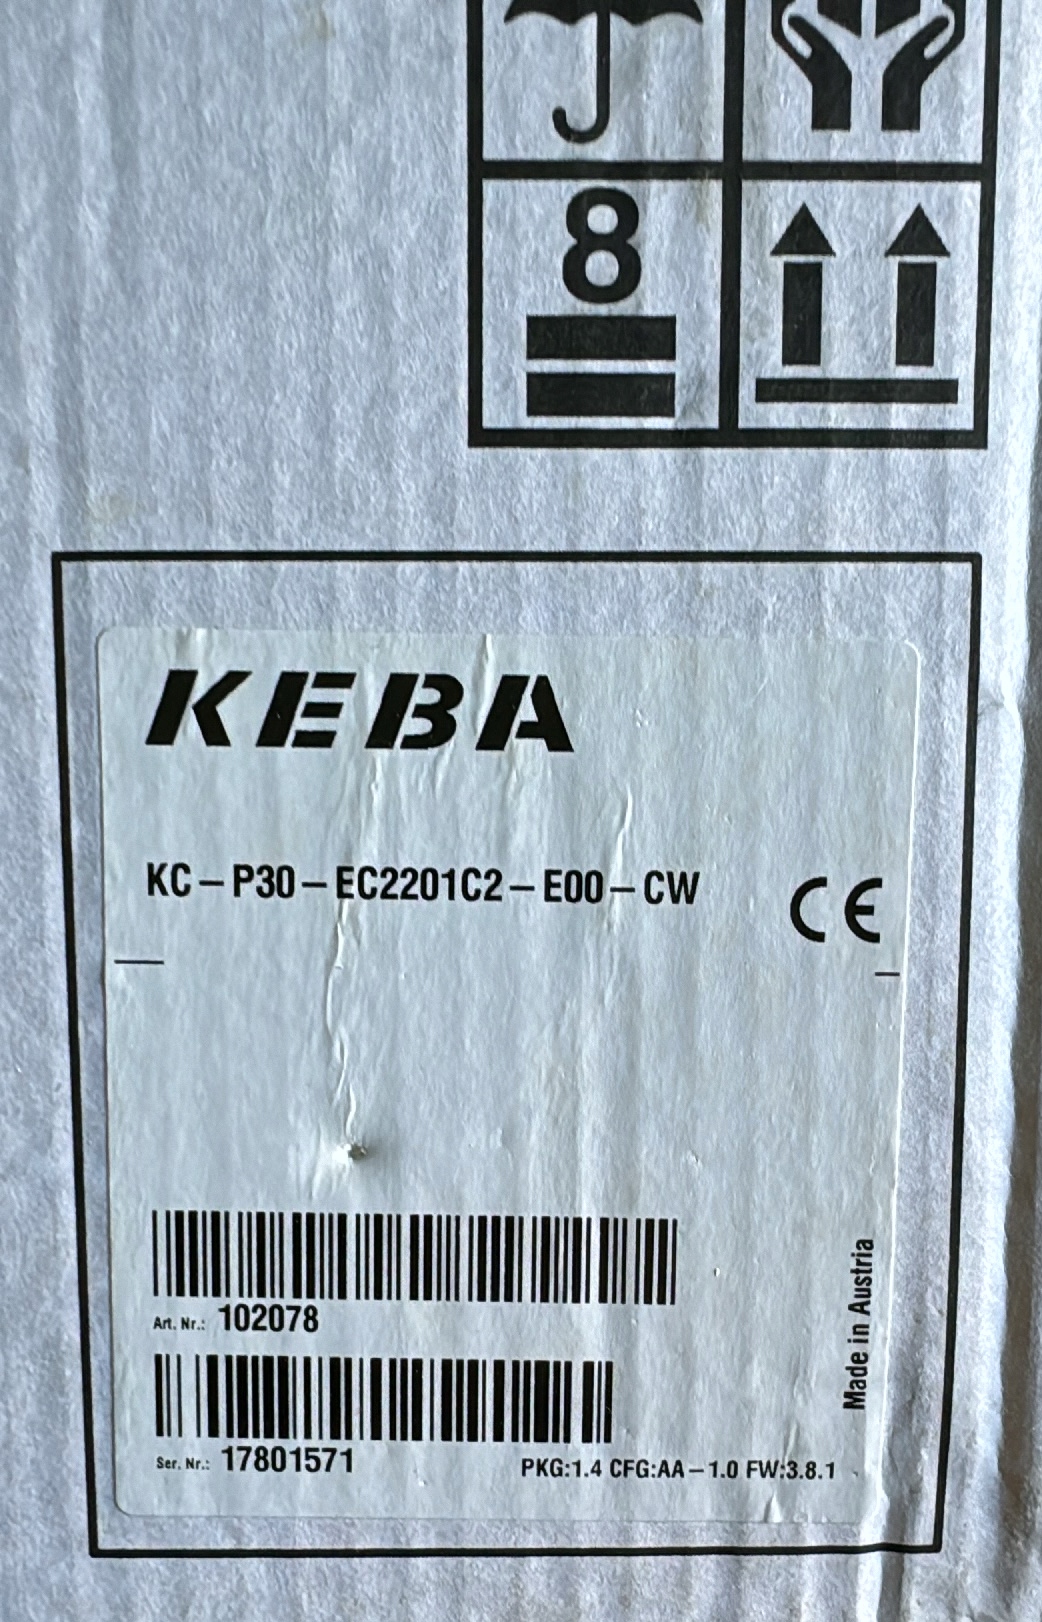 8
KEBA
KC-P30-EC2201C2-E00-CW
CE
Art. Nr.: 102078
Made in Austria
Ser. Nr.: 17801571
PKG:1.4 CFG:AA-1.0 FW:3.8.1